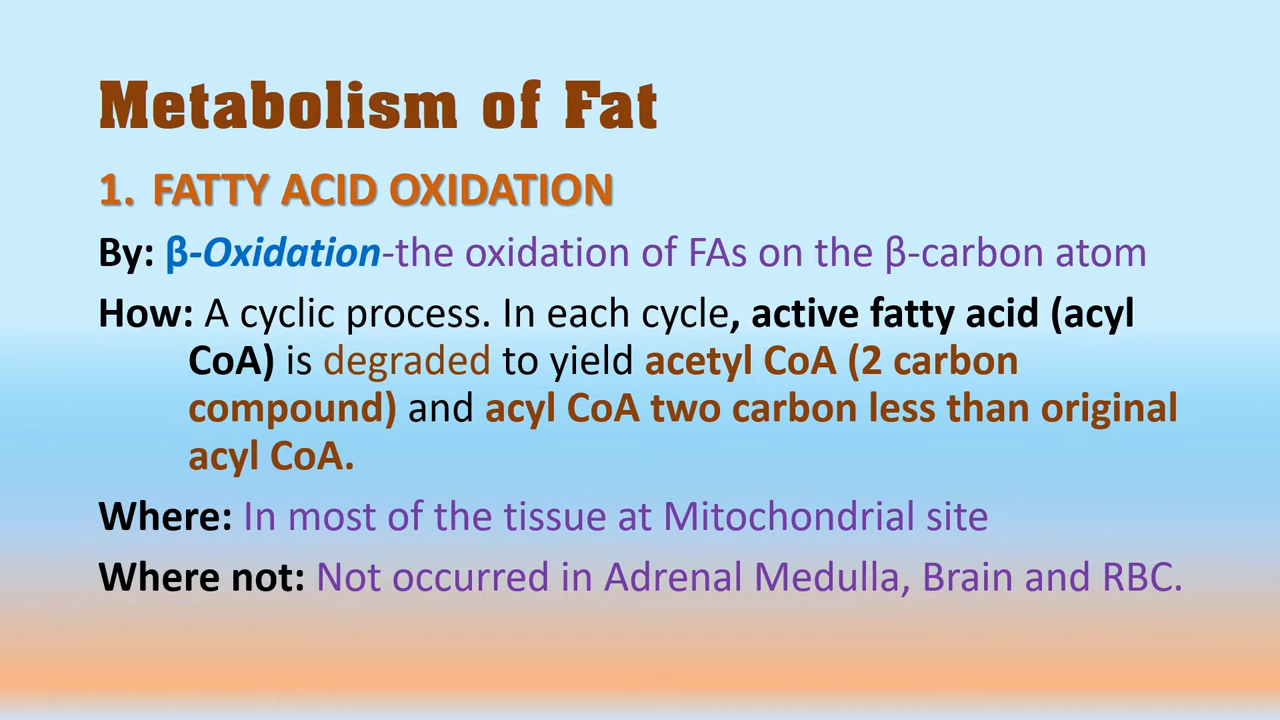 Metabolism of Fat
1. FATTY ACID OXIDATION
By: β-Oxidation-the oxidation of FAs on the β-carbon atom
How: A cyclic process. In each cycle, active fatty acid (acyl
CoA) is degraded to yield acetyl CoA (2 carbon
compound) and acyl CoA two carbon less than original
acyl CoA.
Where: In most of the tissue at Mitochondrial site
Where not: Not occurred in Adrenal Medulla, Brain and RBC.